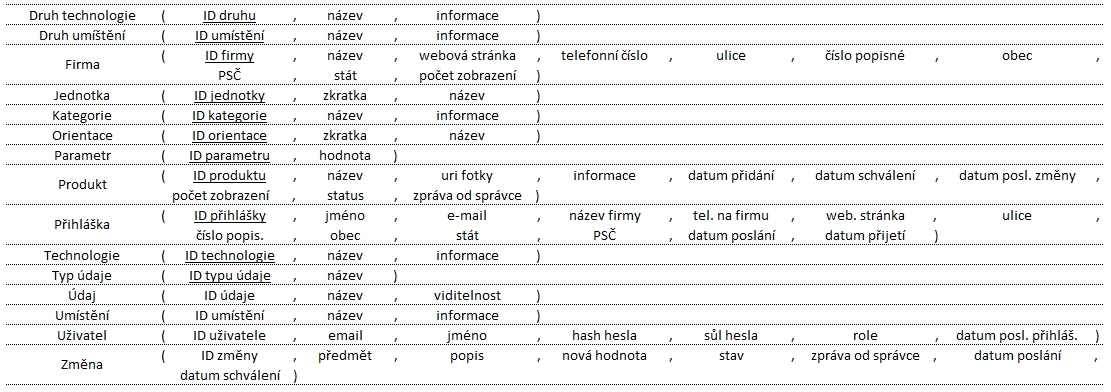 Druh technologie ( ID druhu , název , informace )
Druh umíštění ( ID umístění , název , informace )
Firma ( ID firmy , název , webová stránka , telefonní číslo , ulice , číslo popisné , obec ,
PSČ , stát , počet zobrazení )
Jednotka ( ID jednotky , zkratka , název )
Kategorie ( ID kategorie , název , informace )
Orientace ( ID orientace , zkratka , název )
Parametr ( ID parametru , hodnota )
Produkt ( ID produktu , název , uri fotky , informace , datum přidání , datum schválení , datum posl. změny ,
počet zobrazení , status , zpráva od správce )
Přihláška ( ID přihlášky , jméno , e-mail , název firmy , tel. na firmu , web. stránka , ulice ,
číslo popis. , obec , stát , PSČ , datum poslání , datum přijetí )
Technologie ( ID technologie , název , informace )
Typ údaje ( ID typu údaje , název )
Údaj ( ID údaje , název , viditelnost )
Umístění ( ID umístění , název , informace )
Uživatel ( ID uživatele , email , jméno , hash hesla , sůl hesla , role , datum posl. přihláš. )
Změna ( ID změny , předmět , popis , nová hodnota , stav , zpráva od správce , datum poslání ,
datum schválení )